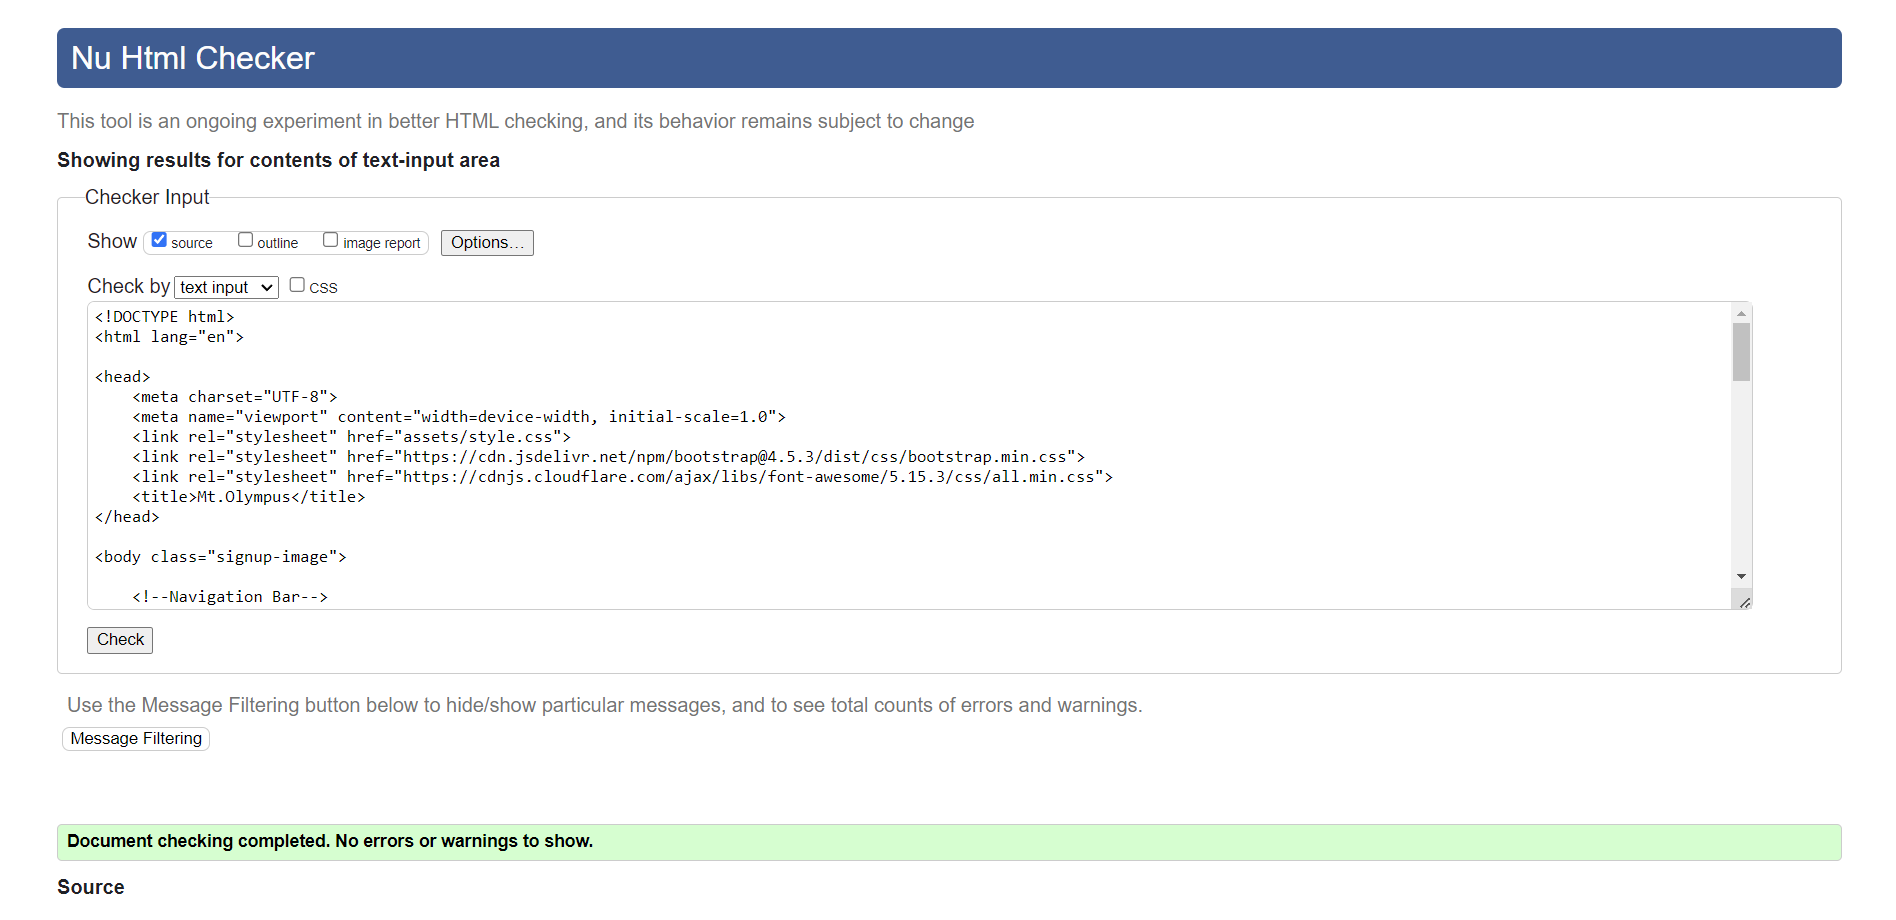 Nu Html Checker
This tool is an ongoing experiment in better HTML checking, and its behavior remains subject to change
Showing results for contents of text-input area
Checker Input
Show source outline image report Options...
Check by text input CSS
<!DOCTYPE html>
<html lang="en">
<head>
    <meta charset="UTF-8">
    <meta name="viewport" content="width=device-width, initial-scale=1.0">
    <link rel="stylesheet" href="assets/style.css">
    <link rel="stylesheet" href="https://cdn.jsdelivr.net/npm/bootstrap@4.5.3/dist/css/bootstrap.min.css">
    <link rel="stylesheet" href="https://cdnjs.cloudflare.com/ajax/libs/font-awesome/5.15.3/css/all.min.css">
    <title>Mt.Olympus</title>
</head>
<body class="signup-image">
    <!--Navigation Bar-->
Check
Use the Message Filtering button below to hide/show particular messages, and to see total counts of errors and warnings.
Message Filtering
Document checking completed. No errors or warnings to show.
Source